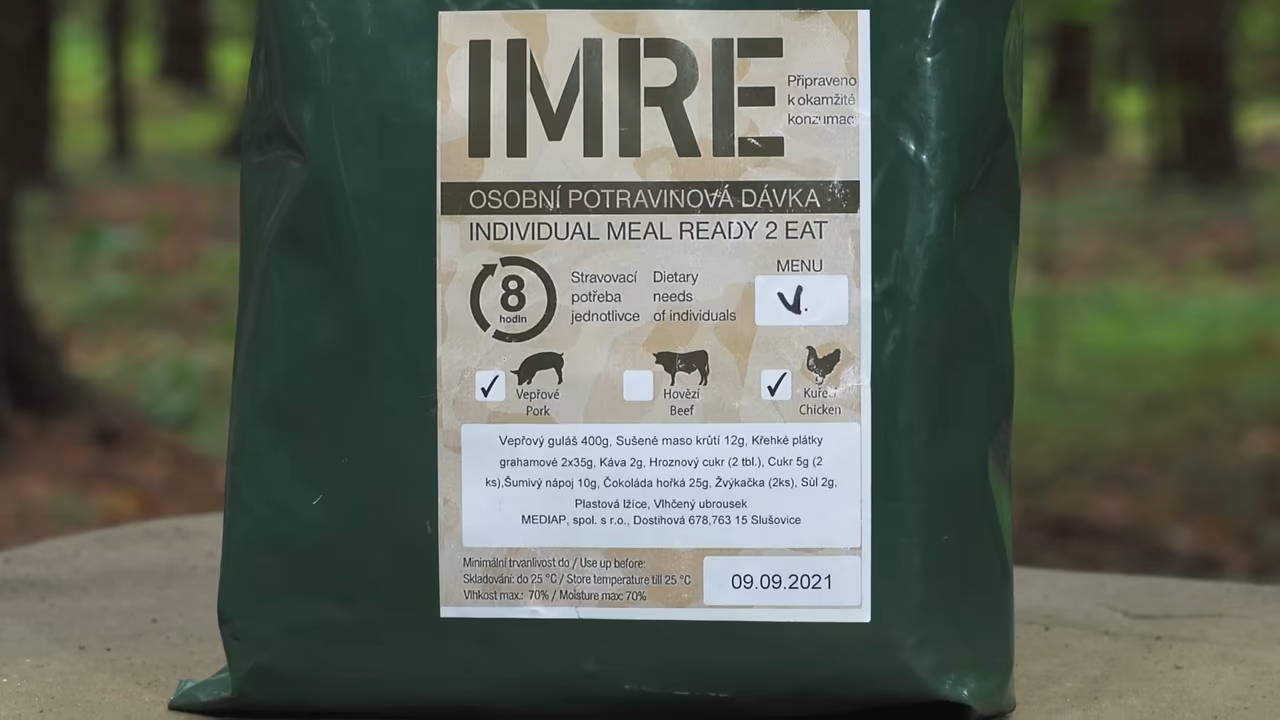 IMRE
Připraveno
k okamžité
konzumaci
OSOBNÍ POTRAVINOVÁ DÁVKA
INDIVIDUAL MEAL READY 2 EAT
8
hodin
Stravovací
potřeba
jednotlivce
Dietary
needs
of individuals
MENU
V.
Vepřové
Pork
Hovězí
Beef
Kuřecí
Chicken
Vepřový guláš 400g, Sušené maso krůtí 12g, Křehké plátky
grahamové 2x35g, Káva 2g, Hroznový cukr (2 tbl.), Cukr 5g (2
ks),Šumivý nápoj 10g, Čokoláda hořká 25g, Žvýkačka (2ks), Sůl 2g,
Plastová lžíce, Vlhčený ubrousek
MEDIAP, spol. s r.o., Dostihová 678,763 15 Slušovice
Minimální trvanlivost do / Use up before:
Skladování: do 25 °C / Store temperature till 25 °C
Vlhkost max.: 70% / Moisture max: 70%
09.09.2021